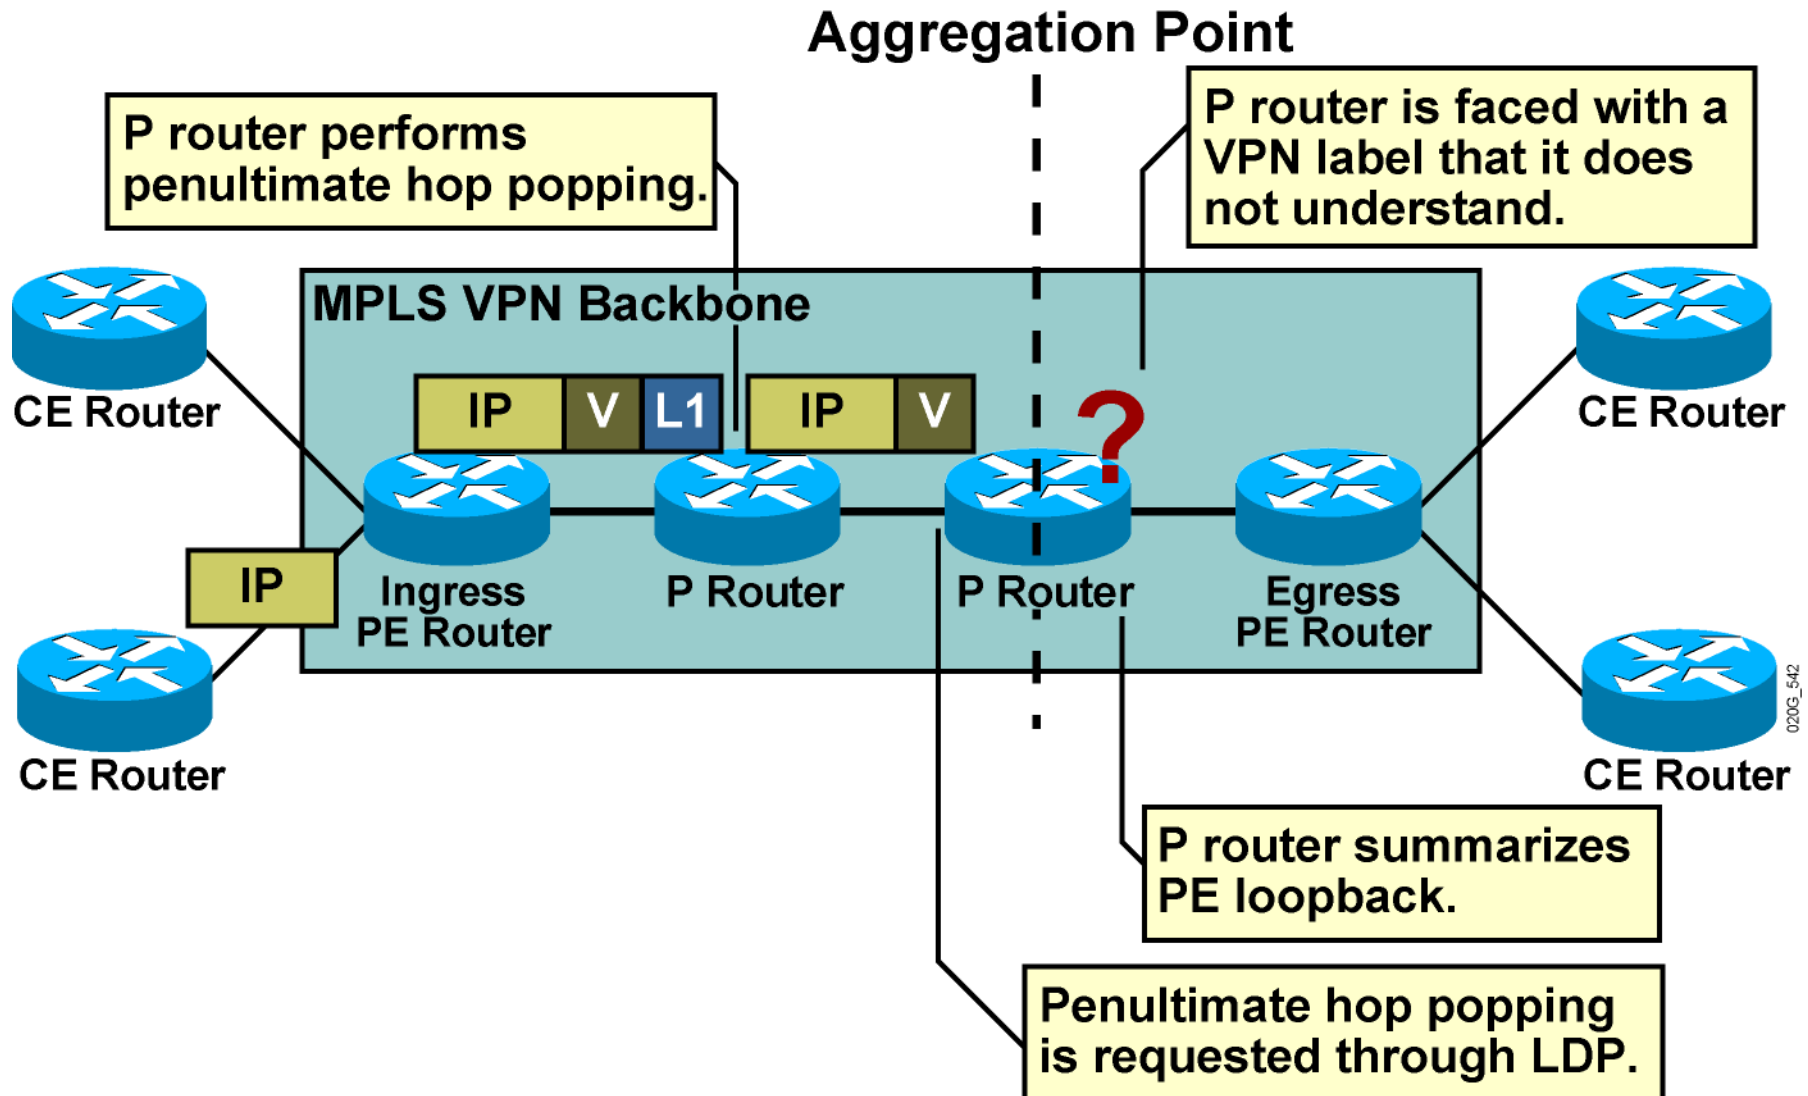 Aggregation Point
P router performs
penultimate hop popping.
P router is faced with a
VPN label that it does
not understand.
MPLS VPN Backbone
CE Router
IP V L1
IP V
?
CE Router
IP
Ingress
PE Router
P Router
P Router
Egress
PE Router
CE Router
CE Router
020G_542
P router summarizes
PE loopback.
Penultimate hop popping
is requested through LDP.